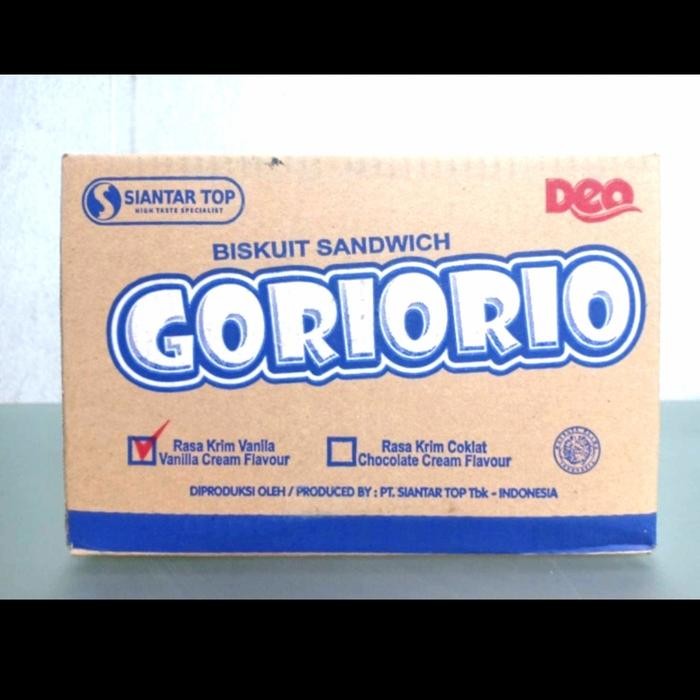 SIANTAR TOP
HIGH TASTE SPECIALIST
Deo
BISKUIT SANDWICH
GORIORIO
Rasa Krim Vanila
Vanilla Cream Flavour
Rasa Krim Coklat
Chocolate Cream Flavour
DIPRODUKSI OLEH / PRODUCED BY : PT. SIANTAR TOP Tbk - INDONESIA